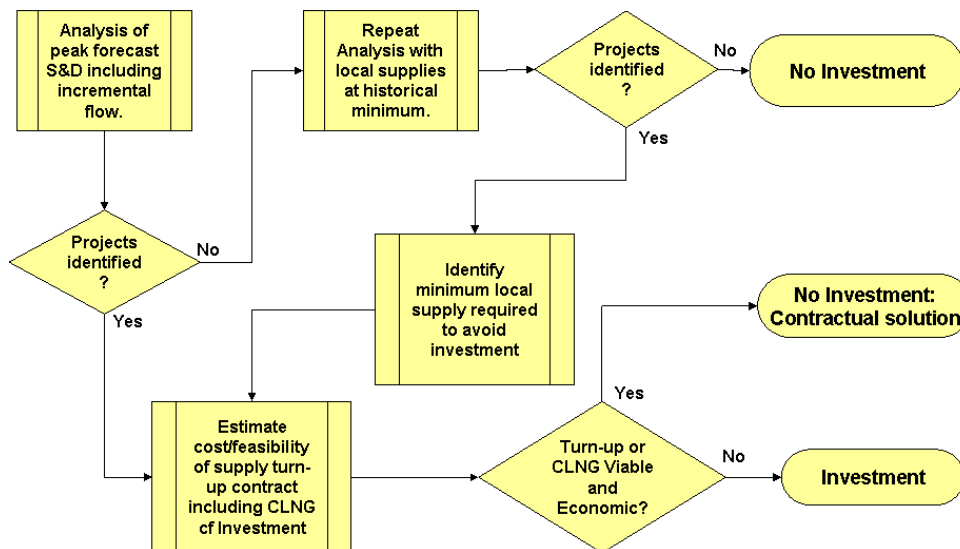 Analysis of
peak forecast
S&D including
incremental
flow.
Repeat
Analysis with
local supplies
at historical
minimum.
Projects
identified
?
No
No Investment
Yes
Projects
identified
?
No
Yes
Identify
minimum local
supply required
to avoid
investment
No Investment:
Contractual solution
Yes
Estimate
cost/feasibility
of supply turn-
up contract
including CLNG
cf Investment
Turn-up or
CLNG Viable
and
Economic?
No
Investment